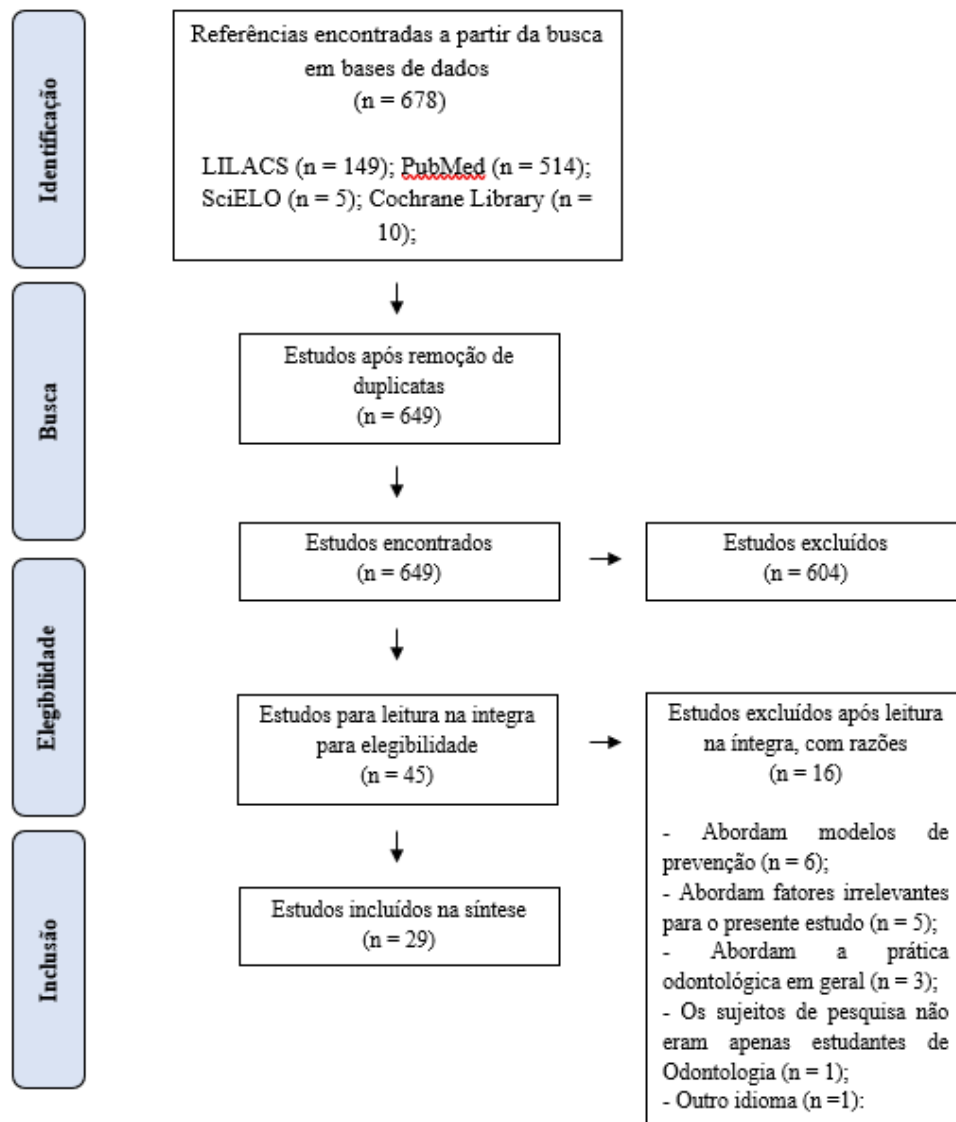 Identificação
Referências encontradas a partir da busca
em bases de dados
(n = 678)
LILACS (n = 149); PubMed (n = 514);
SciELO (n = 5); Cochrane Library (n =
10);
Busca
Estudos após remoção de
duplicatas
(n = 649)
Estudos encontrados
(n = 649)
Estudos excluídos
(n = 604)
Elegibilidade
Estudos para leitura na integra
para elegibilidade
(n = 45)
Estudos excluídos após leitura
na íntegra, com razões
(n = 16)
- Abordam modelos de
prevenção (n = 6);
- Abordam fatores irrelevantes
para o presente estudo (n = 5);
- Abordam a prática
odontológica em geral (n = 3);
- Os sujeitos de pesquisa não
eram apenas estudantes de
Odontologia (n = 1);
- Outro idioma (n =1):
Inclusão
Estudos incluídos na síntese
(n = 29)